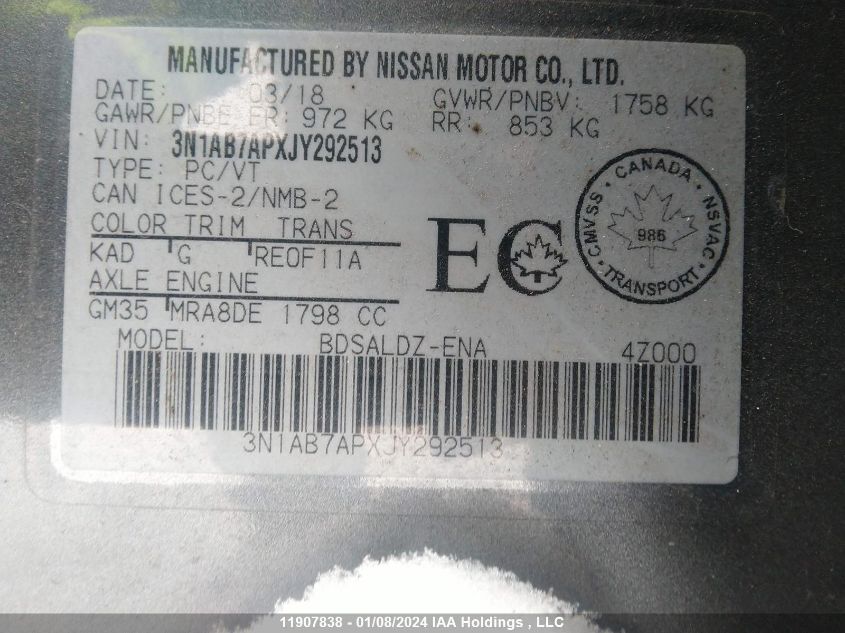 MANUFACTURED BY NISSAN MOTOR CO., LTD.
DATE: 03/18 GVWR/PNBV: 1758 KG
GAWR/PNBE FR: 972 KG RR: 853 KG
VIN: 3N1AB7APXJY292513
TYPE: PC/VT
CAN ICES-2/NMB-2
COLOR TRIM TRANS
KAD G RE0F11A
AXLE ENGINE
GM35 MRA8DE 1798 CC
EC
CANADA
CMVSS • NSVAC
986
TRANSPORT
MODEL: BDSALDZ-ENA 4Z000
3N1AB7APXJY292513
11907838 - 01/08/2024 IAA Holdings , LLC